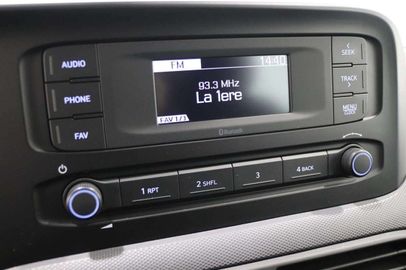 AUDIO
FM 14:40
SEEK
93.3 MHz
PHONE
La 1ere
TRACK
FAV
FAV 1/3
MENU
Bluetooth
1 RPT
2 SHFL
3
4 BACK